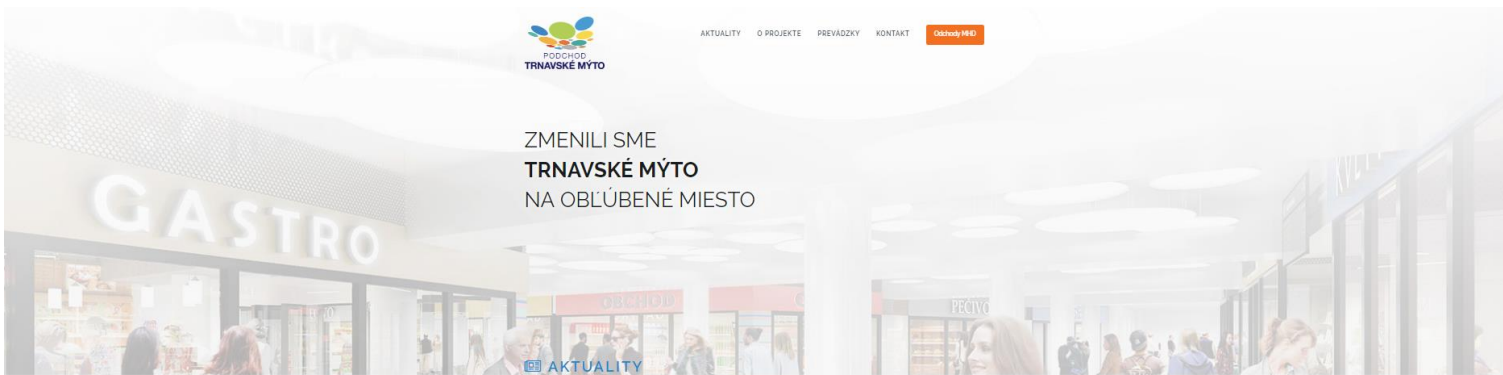 PODCHOD
TRNAVSKÉ MÝTO
AKTUALITY
O PROJEKTE
PREVÁDZKY
KONTAKT
Odchody MHD
ZMENILI SME
TRNAVSKÉ MÝTO
NA OBĽÚBENÉ MIESTO
GASTRO
OBCHOD
PEČIVO
AKTUALITY